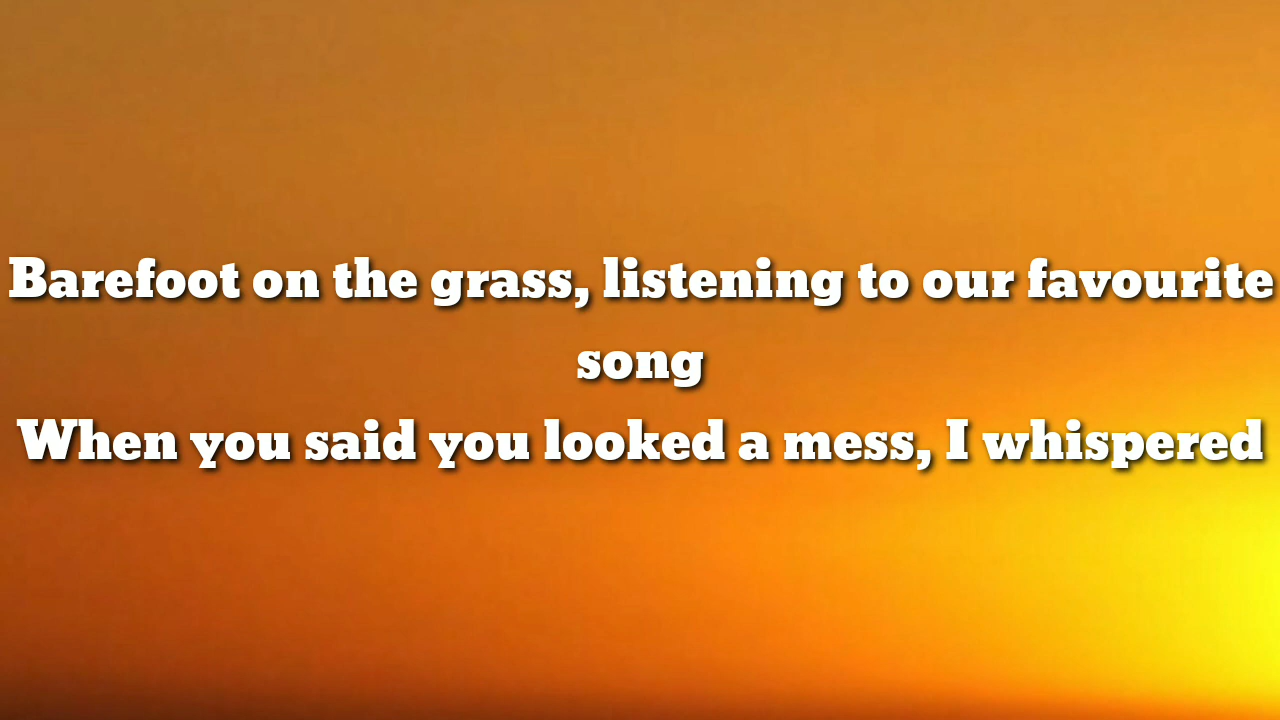 Barefoot on the grass, listening to our favourite
song
When you said you looked a mess, I whispered